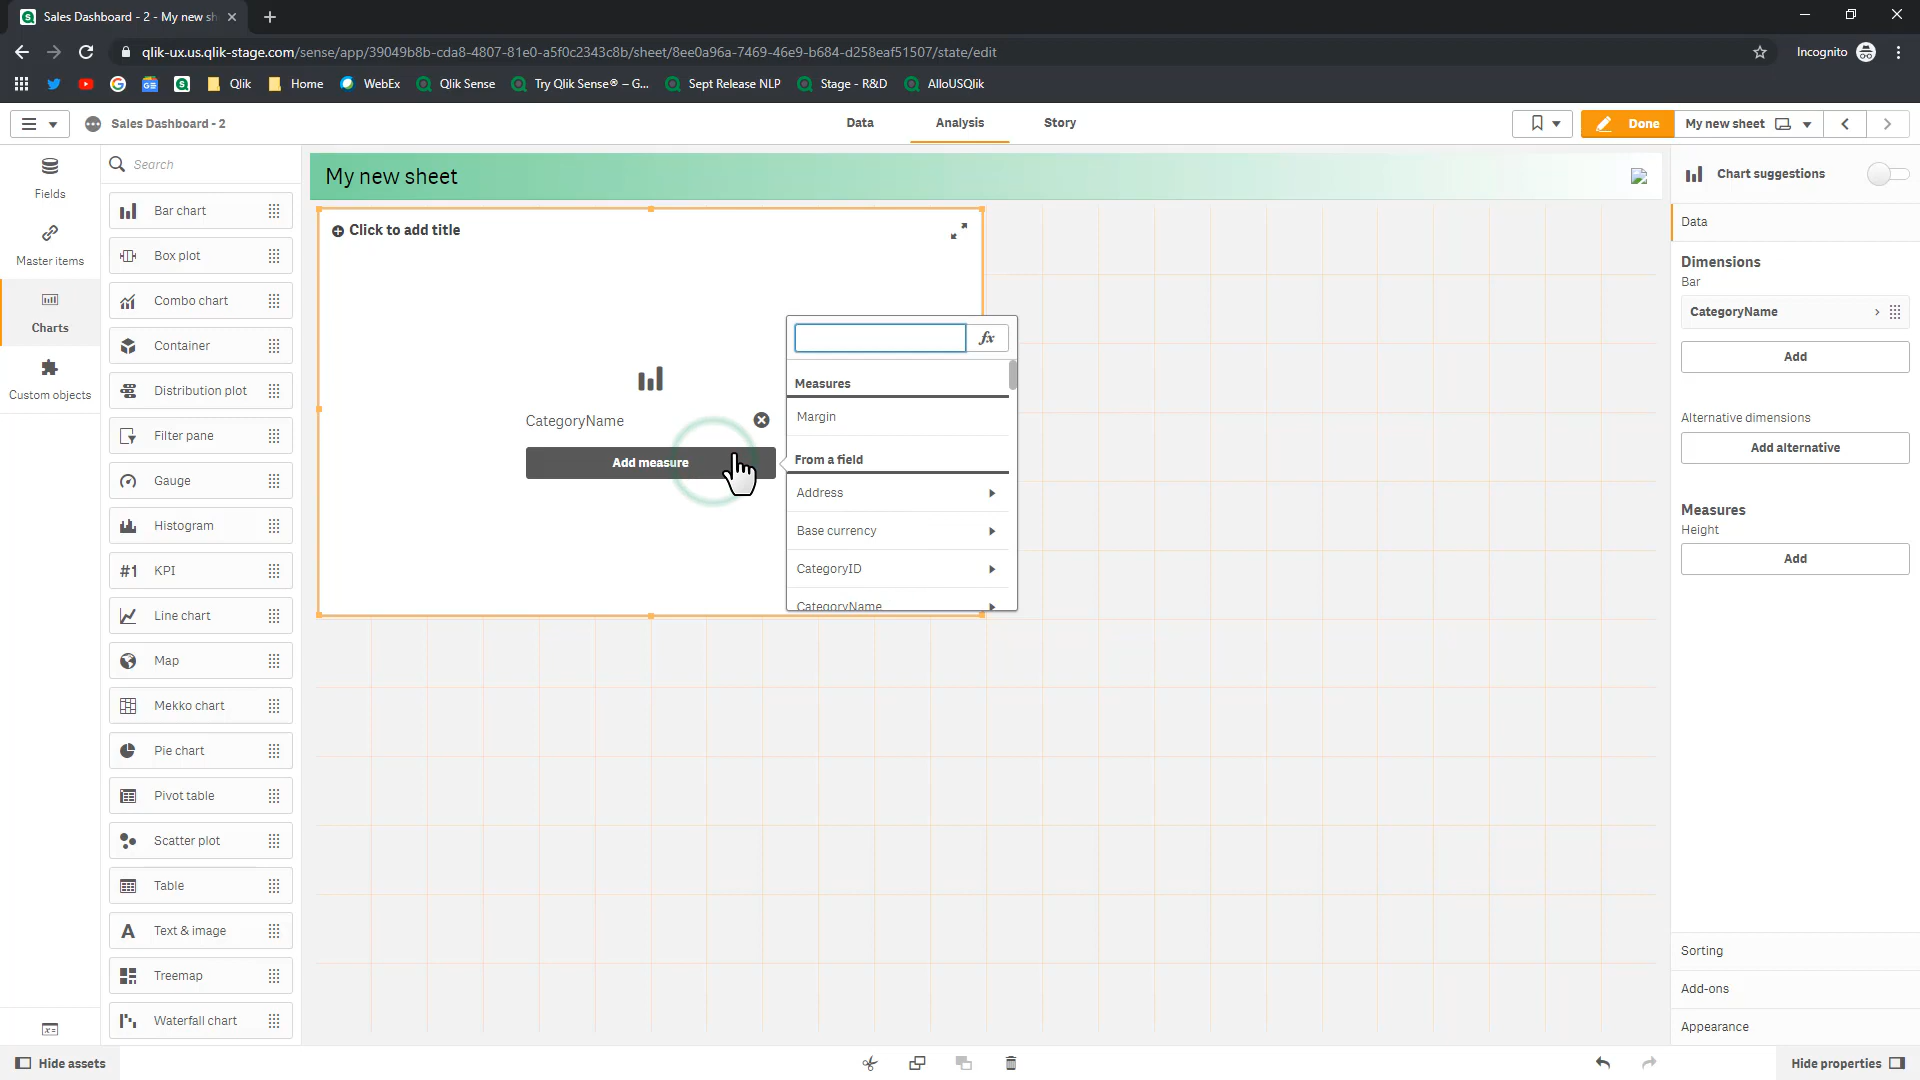 Sales Dashboard - 2 - My new sh
qlik-ux.us.qlik-stage.com/sense/app/39049b8b-cda8-4807-81e0-a5f0c2343c8b/sheet/8ee0a96a-7469-46e9-b684-d258eaf51507/state/edit
Incognito
Qlik
Home
WebEx
Qlik Sense
Try Qlik Sense® – G...
Sept Release NLP
Stage - R&D
AlloUSQlik
Sales Dashboard - 2
Data
Analysis
Story
Done
My new sheet
Fields
Master items
Charts
Custom objects
Search
Bar chart
Box plot
Combo chart
Container
Distribution plot
Filter pane
Gauge
Histogram
#1 KPI
Line chart
Map
Mekko chart
Pie chart
Pivot table
Scatter plot
Table
A Text & image
Treemap
Waterfall chart
My new sheet
Click to add title
CategoryName
Add measure
fx
Measures
Margin
From a field
Address
Base currency
CategoryID
CategoryName
Chart suggestions
Data
Dimensions
Bar
CategoryName
Add
Alternative dimensions
Add alternative
Measures
Height
Add
Sorting
Add-ons
Appearance
Hide assets
Hide properties